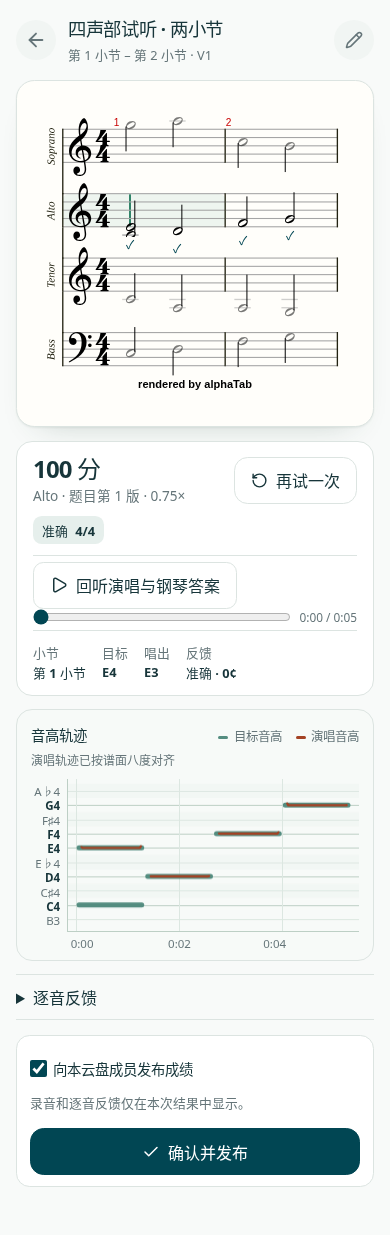 四声部试听 · 两小节
第 1 小节 – 第 2 小节 · V1
1
2
Soprano
Alto
Tenor
Bass
rendered by alphaTab
100 分
Alto · 题目第 1 版 · 0.75×
再试一次
准确 4/4
回听演唱与钢琴答案
0:00 / 0:05
小节 目标 唱出 反馈
第 1 小节 E4 E3 准确 · 0¢
音高轨迹
目标音高 演唱音高
演唱轨迹已按谱面八度对齐
A♭4
G4
F♯4
F4
E4
E♭4
D4
C♯4
C4
B3
0:00 0:02 0:04
逐音反馈
向本云盘成员发布成绩
录音和逐音反馈仅在本次结果中显示。
确认并发布